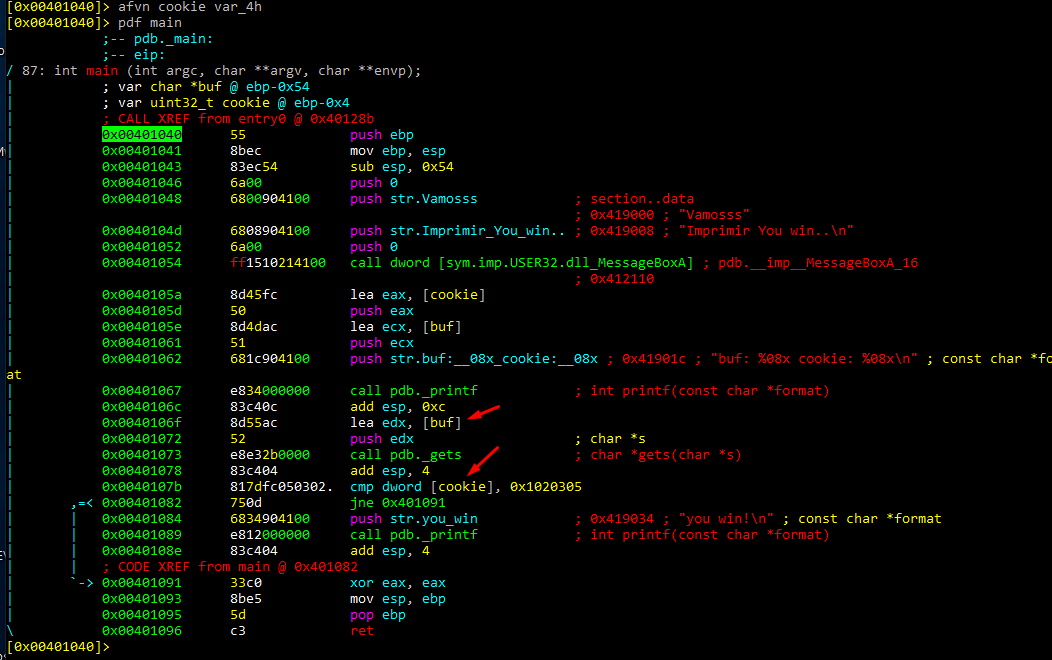 [0x00401040]> afvn cookie var_4h
[0x00401040]> pdf main
;-- pdb._main:
;-- eip:
/ 87: int main (int argc, char **argv, char **envp);
| ; var char *buf @ ebp-0x54
| ; var uint32_t cookie @ ebp-0x4
| ; CALL XREF from entry0 @ 0x40128b
| 0x00401040 55 push ebp
| 0x00401041 8bec mov ebp, esp
| 0x00401043 83ec54 sub esp, 0x54
| 0x00401046 6a00 push 0
| 0x00401048 6800904100 push str.Vamosss ; section..data
| ; 0x419000 ; "Vamosss"
| 0x0040104d 6808904100 push str.Imprimir_You_win.. ; 0x419008 ; "Imprimir You win..\n"
| 0x00401052 6a00 push 0
| 0x00401054 ff1510214100 call dword [sym.imp.USER32.dll_MessageBoxA] ; pdb.__imp__MessageBoxA_16
| ; 0x412110
| 0x0040105a 8d45fc lea eax, [cookie]
| 0x0040105d 50 push eax
| 0x0040105e 8d4dac lea ecx, [buf]
| 0x00401061 51 push ecx
| 0x00401062 681c904100 push str.buf:__08x_cookie:__08x ; 0x41901c ; "buf: %08x cookie: %08x\n" ; const char *fo
at
| 0x00401067 e834000000 call pdb._printf ; int printf(const char *format)
| 0x0040106c 83c40c add esp, 0xc
| 0x0040106f 8d55ac lea edx, [buf]
| 0x00401072 52 push edx ; char *s
| 0x00401073 e8e32b0000 call pdb._gets ; char *gets(char *s)
| 0x00401078 83c404 add esp, 4
| 0x0040107b 817dfc050302. cmp dword [cookie], 0x1020305
| ,=< 0x00401082 750d jne 0x401091
| | 0x00401084 6834904100 push str.you_win ; 0x419034 ; "you win!\n" ; const char *format
| | 0x00401089 e812000000 call pdb._printf ; int printf(const char *format)
| | 0x0040108e 83c404 add esp, 4
| | ; CODE XREF from main @ 0x401082
| `-> 0x00401091 33c0 xor eax, eax
| 0x00401093 8be5 mov esp, ebp
| 0x00401095 5d pop ebp
\ 0x00401096 c3 ret
[0x00401040]>